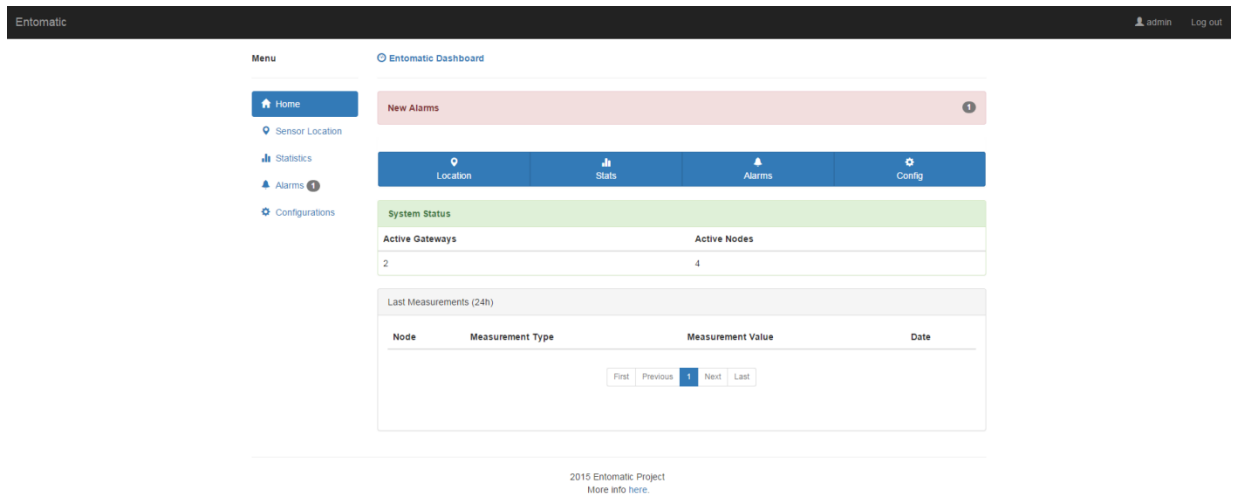 Entomatic admin Log out
Menu
Home
Sensor Location
Statistics
Alarms 1
Configurations
Entomatic Dashboard
New Alarms 1
Location Stats Alarms Config
System Status
Active Gateways Active Nodes
2 4
Last Measurements (24h)
Node Measurement Type Measurement Value Date
First Previous 1 Next Last
2015 Entomatic Project
More info here.